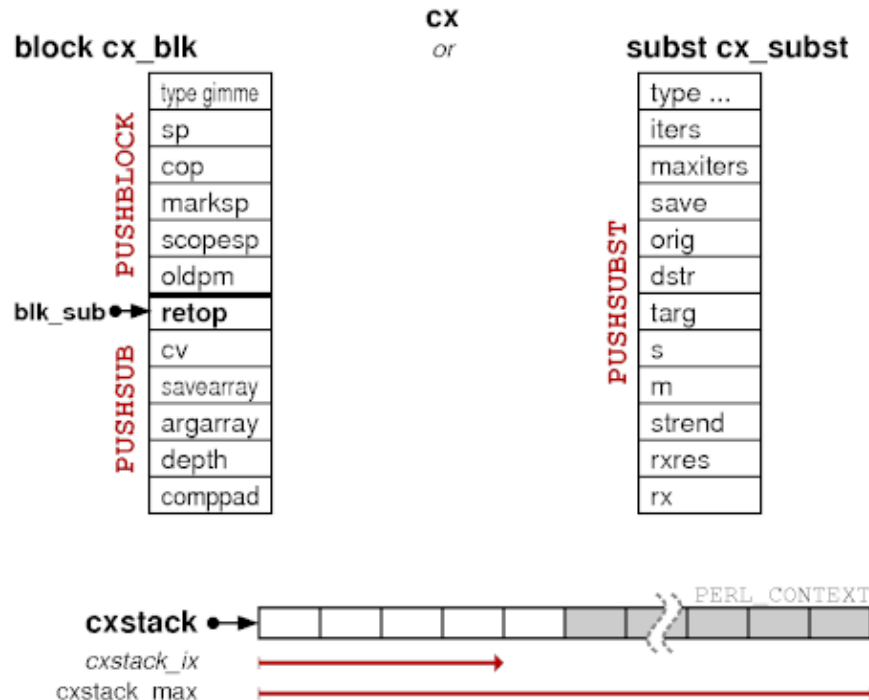 cx
or
block cx_blk
subst cx_subst
PUSHBLOCK
type gimme
sp
cop
marksp
scopesp
oldpm
blk_sub
retop
PUSHSUB
cv
savearray
argarray
depth
comppad
PUSHSUBST
type ...
iters
maxiters
save
orig
dstr
targ
s
m
strend
rxres
rx
PERL_CONTEXT
cxstack
cxstack_ix
cxstack_max